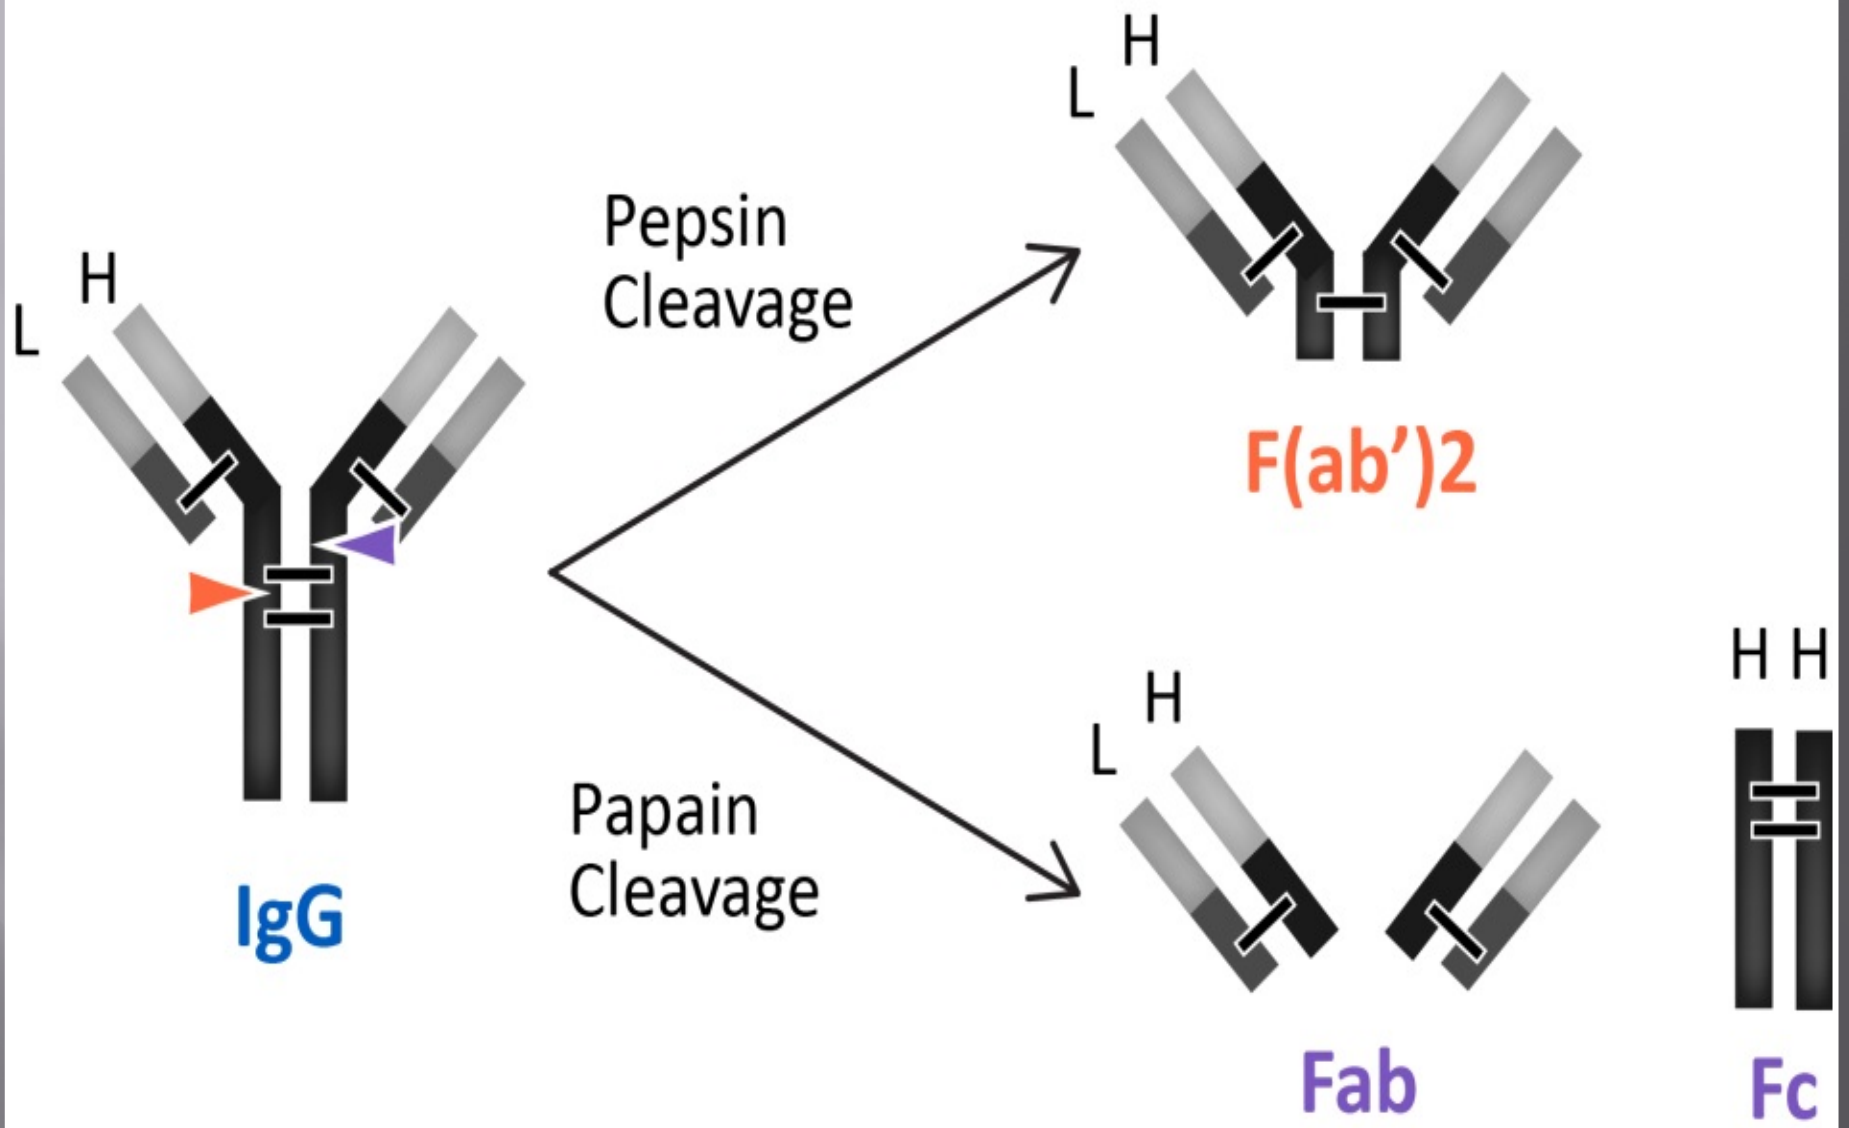 H
L
IgG
Pepsin
Cleavage
H
L
F(ab’)2
Papain
Cleavage
H
L
Fab
H H
Fc